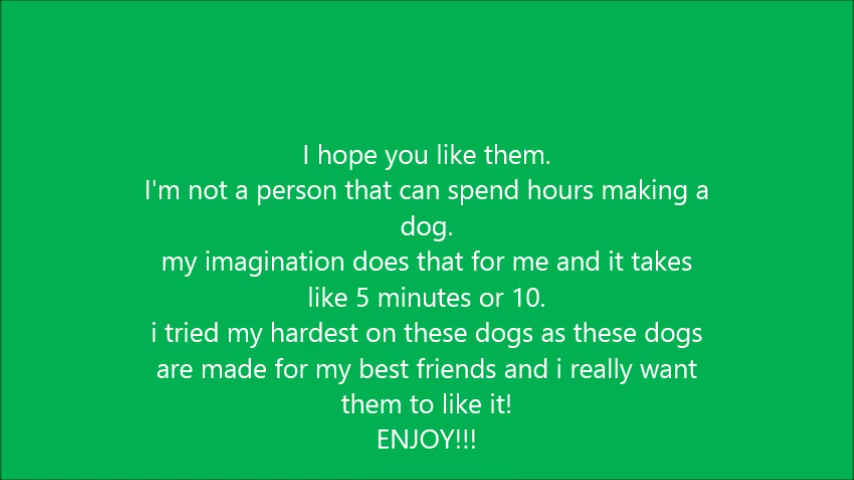 I hope you like them.
I'm not a person that can spend hours making a
dog.
my imagination does that for me and it takes
like 5 minutes or 10.
i tried my hardest on these dogs as these dogs
are made for my best friends and i really want
them to like it!
ENJOY!!!